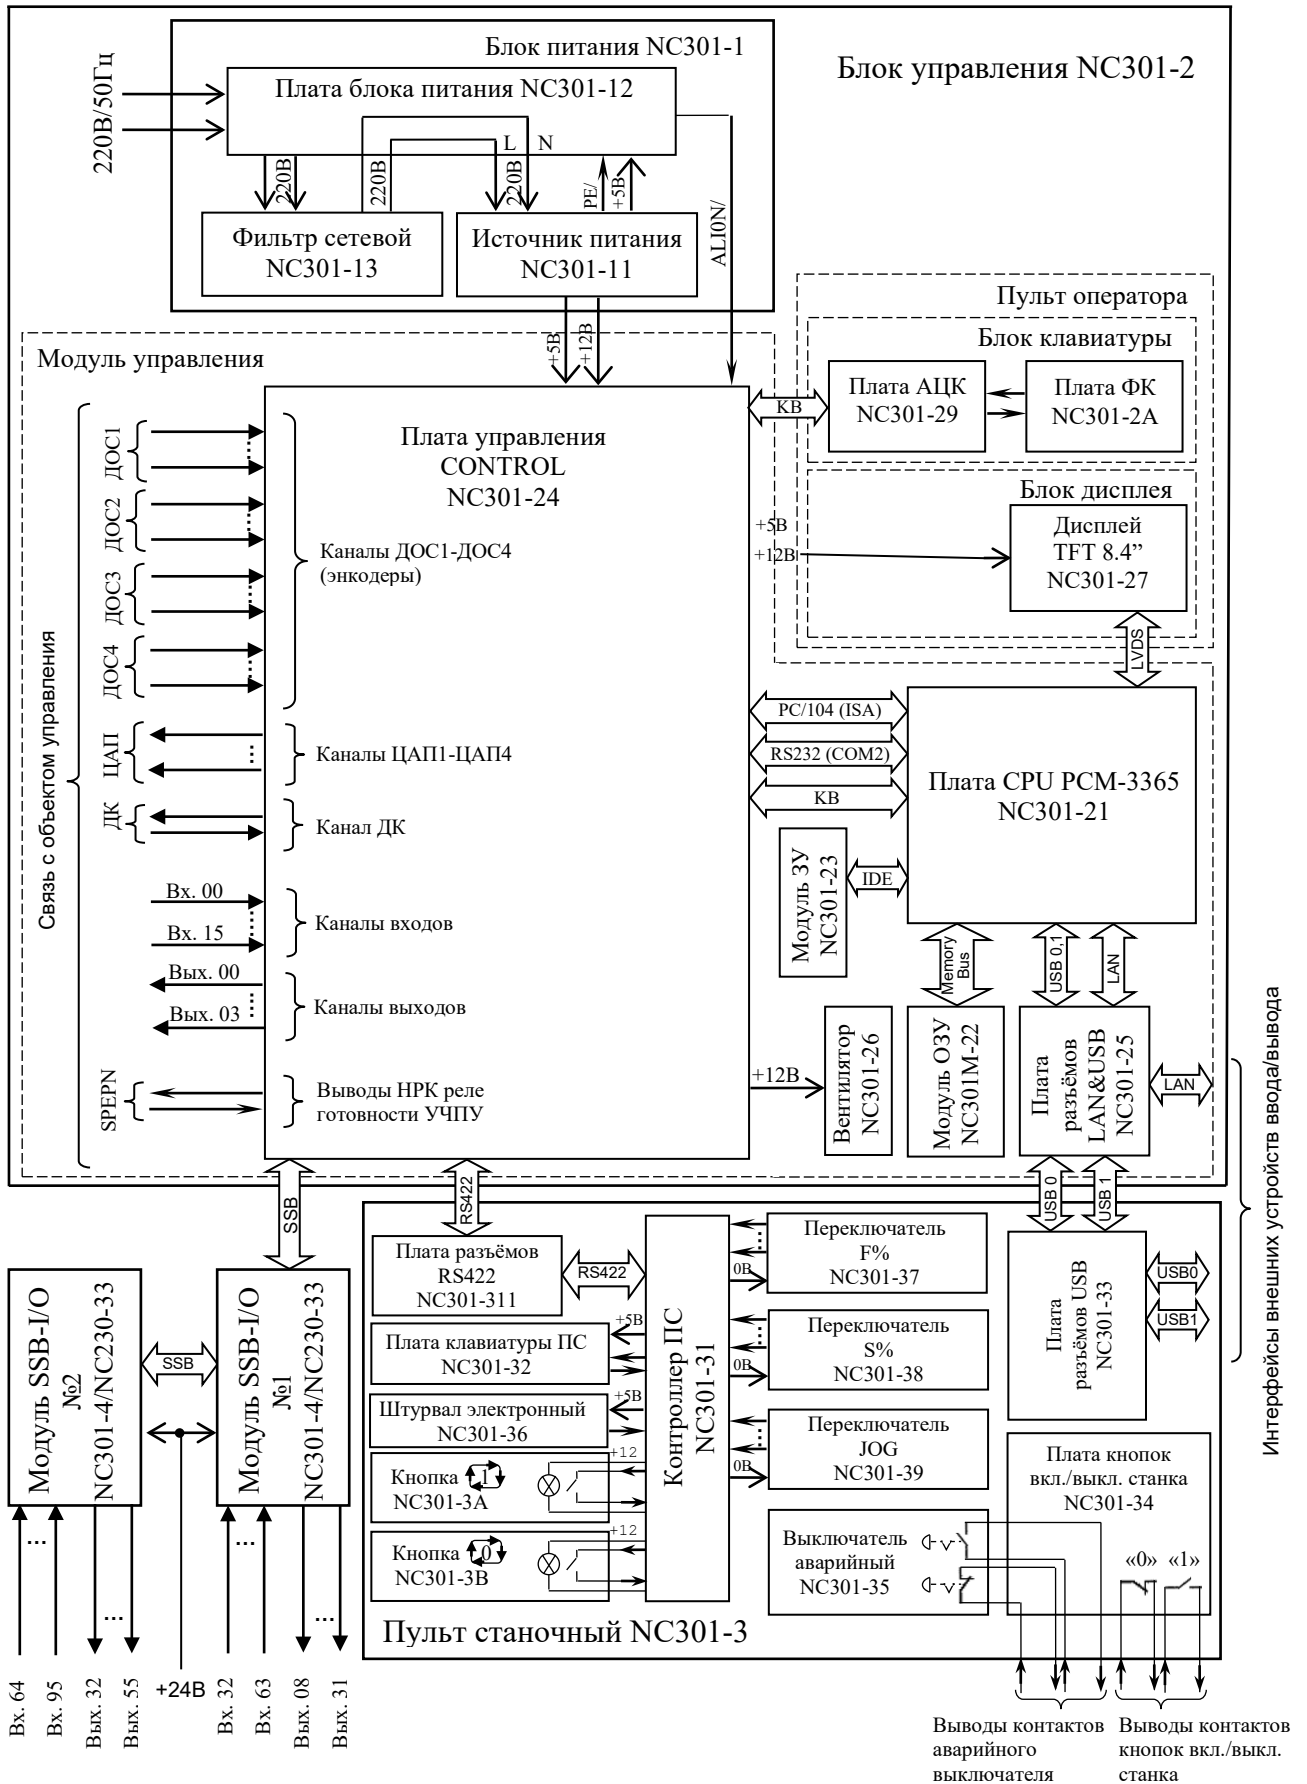 Блок питания NC301-1
Блок управления NC301-2
220В/50Гц
Плата блока питания NC301-12
L N
220В
220В
220В
PE/
+5В
ALI0N/
Фильтр сетевой
NC301-13
Источник питания
NC301-11
+5В
+12В
Пульт оператора
Блок клавиатуры
Плата АЦК
NC301-29
Плата ФК
NC301-2A
KB
Блок дисплея
Дисплей
TFT 8.4”
NC301-27
+5В
+12В
LVDS
Модуль управления
Плата управления
CONTROL
NC301-24
Связь с объектом управления
ДОС1
ДОС2
ДОС3
ДОС4
Каналы ДОС1-ДОС4
(энкодеры)
ЦАП
Каналы ЦАП1-ЦАП4
ДК
Канал ДК
Вх. 00
Вх. 15
Каналы входов
Вых. 00
Вых. 03
Каналы выходов
SPEPN
Выводы НРК реле
готовности УЧПУ
PC/104 (ISA)
RS232 (COM2)
KB
Плата CPU PCM-3365
NC301-21
Модуль ЗУ
NC301-23
IDE
Memory
Bus
USB 0,1
LAN
+12В
Вентилятор
NC301-26
Модуль ОЗУ
NC301M-22
Плата
разъёмов
LAN&USB
NC301-25
LAN
Интерфейсы внешних устройств ввода/вывода
SSB
RS422
USB 0
USB 1
Модуль SSB-I/O
№2
NC301-4/NC230-33
SSB
Модуль SSB-I/O
№1
NC301-4/NC230-33
...
...
...
...
Вх. 64
Вх. 95
Вых. 32
Вых. 55
+24В
Вх. 32
Вх. 63
Вых. 08
Вых. 31
Плата разъёмов
RS422
NC301-311
RS422
Плата клавиатуры ПС
NC301-32
+5В
Штурвал электронный
NC301-36
+5В
Кнопка 1
NC301-3A
+12
Кнопка 0
NC301-3B
+12
Контроллер ПС
NC301-31
Переключатель
F%
NC301-37
0В
Переключатель
S%
NC301-38
0В
Переключатель
JOG
NC301-39
0В
Плата
разъёмов USB
NC301-33
USB0
USB1
Плата кнопок
вкл./выкл. станка
NC301-34
«0» «1»
Выключатель
аварийный
NC301-35
Пульт станочный NC301-3
Выводы контактов
аварийного
выключателя
Выводы контактов
кнопок вкл./выкл.
станка